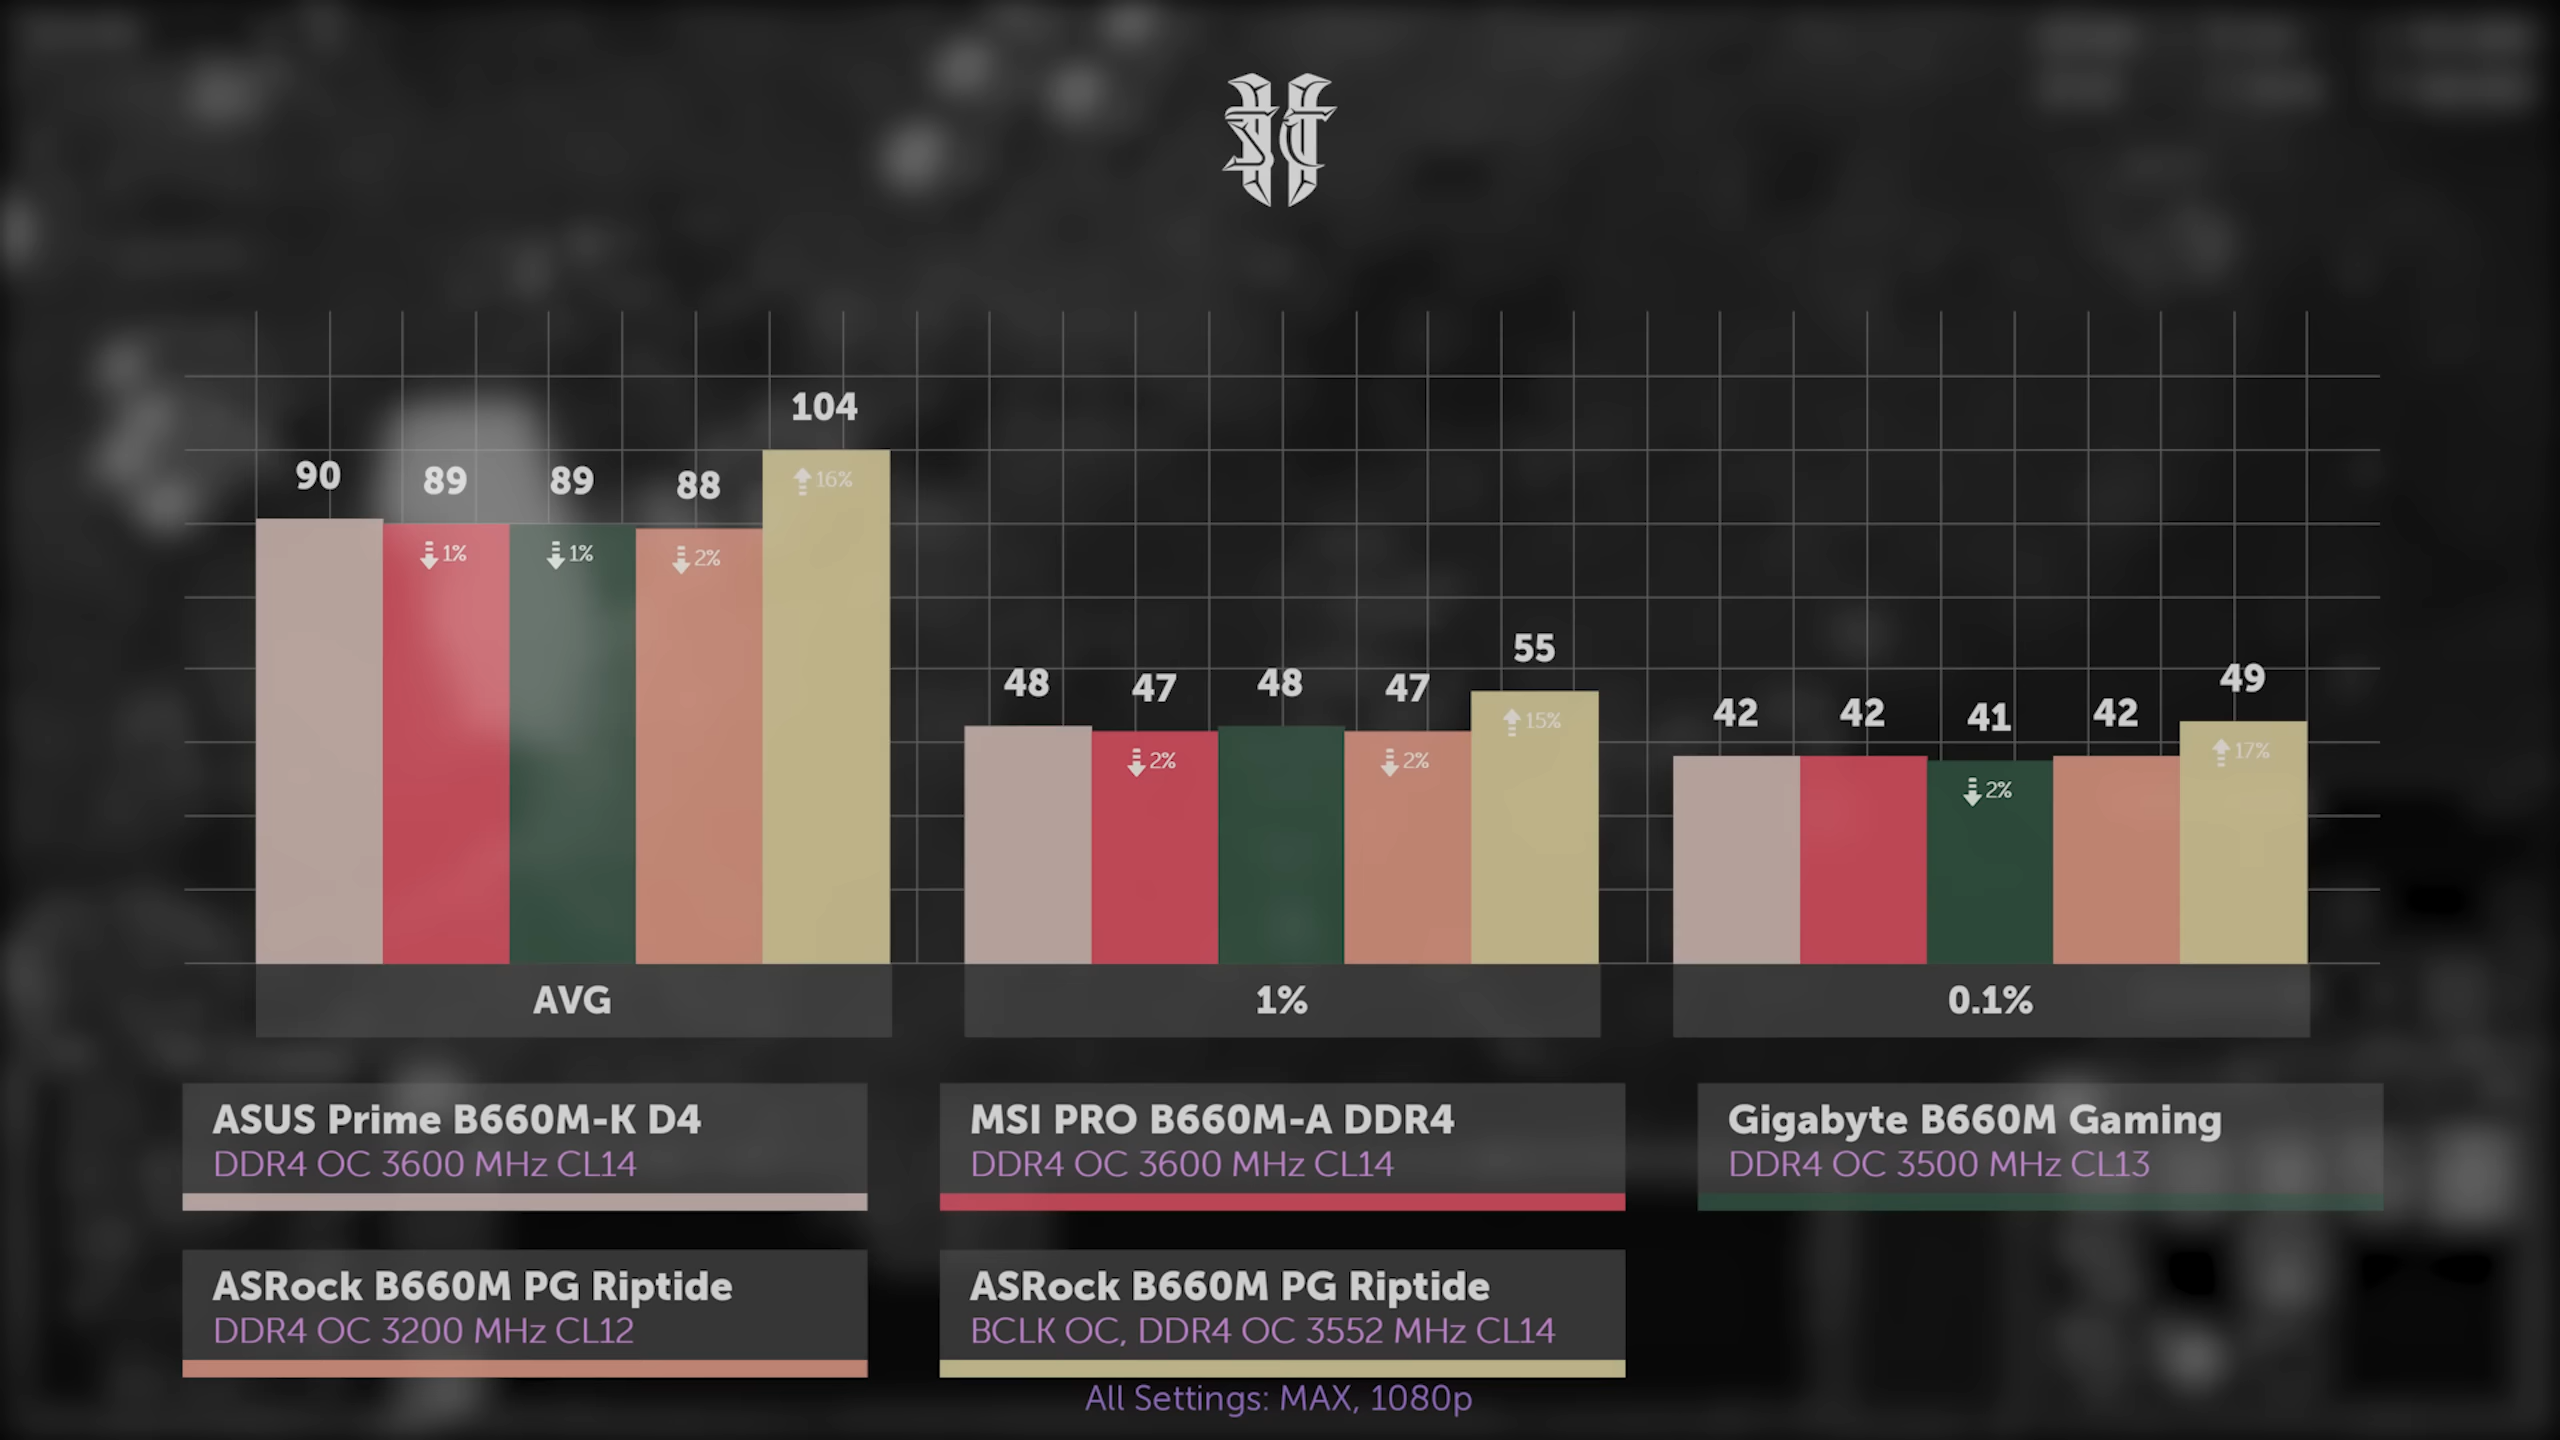 104
90
89
89
88
16%
1%
1%
2%
48
47
48
47
55
2%
2%
15%
42
42
41
42
49
2%
17%
AVG
1%
0.1%
ASUS Prime B660M-K D4
DDR4 OC 3600 MHz CL14
MSI PRO B660M-A DDR4
DDR4 OC 3600 MHz CL14
Gigabyte B660M Gaming
DDR4 OC 3500 MHz CL13
ASRock B660M PG Riptide
DDR4 OC 3200 MHz CL12
ASRock B660M PG Riptide
BCLK OC, DDR4 OC 3552 MHz CL14
All Settings: MAX, 1080p